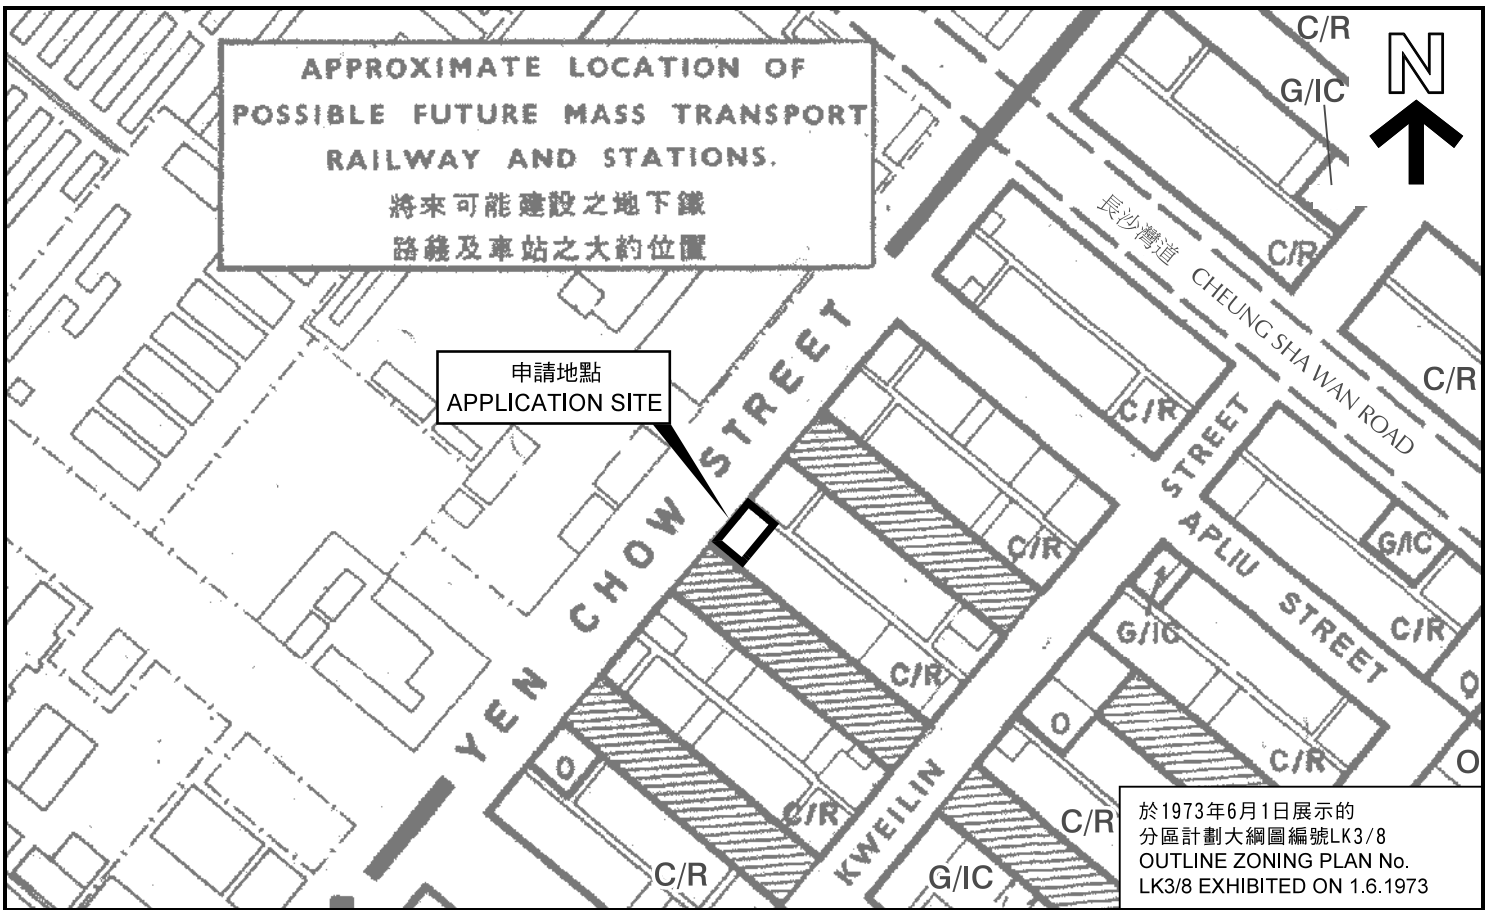 APPROXIMATE LOCATION OF
POSSIBLE FUTURE MASS TRANSPORT
RAILWAY AND STATIONS.
將來可能建設之地下鐵
路綫及車站之大約位置
C/R
G/IC
N
C/R
長沙灣道 CHEUNG SHA WAN ROAD
C/R
申請地點
APPLICATION SITE
YEN CHOW STREET
C/R
C/R
G/IC
KWEILIN STREET
APLIU STREET
G/IC
C/R
C/R
O
O
C/R
O
O
C/R
C/R
C/R
G/IC
於1973年6月1日展示的
分區計劃大綱圖編號LK3/8
OUTLINE ZONING PLAN No.
LK3/8 EXHIBITED ON 1.6.1973